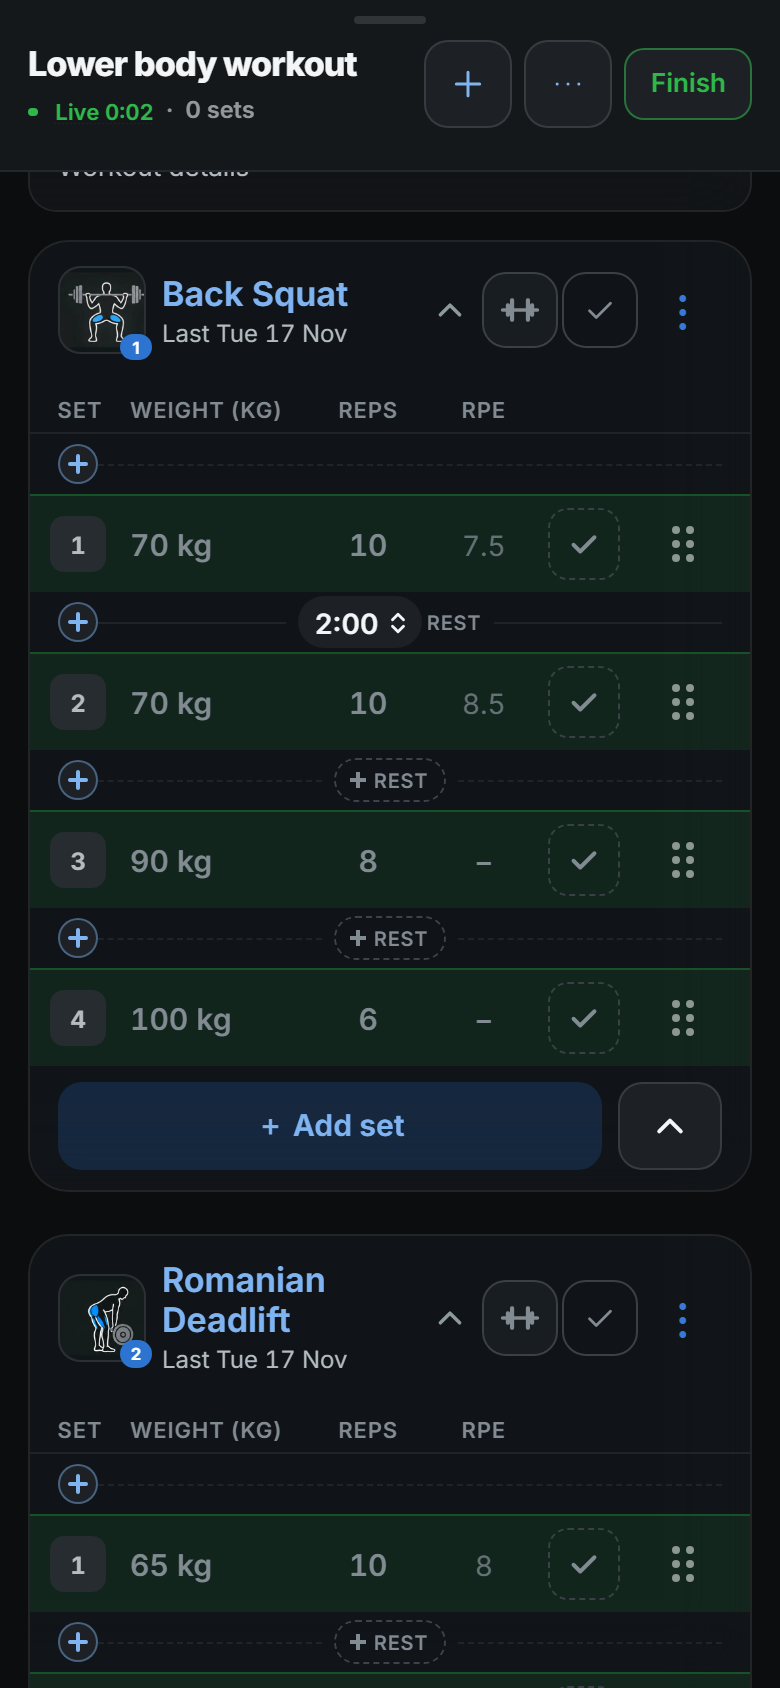 Lower body workout
Live 0:02 · 0 sets
Finish
Workout details
Back Squat
Last Tue 17 Nov
1
SET WEIGHT (KG) REPS RPE
1 70 kg 10 7.5
2:00 REST
2 70 kg 10 8.5
+ REST
3 90 kg 8 –
+ REST
4 100 kg 6 –
+ Add set
Romanian
Deadlift
Last Tue 17 Nov
2
SET WEIGHT (KG) REPS RPE
1 65 kg 10 8
+ REST